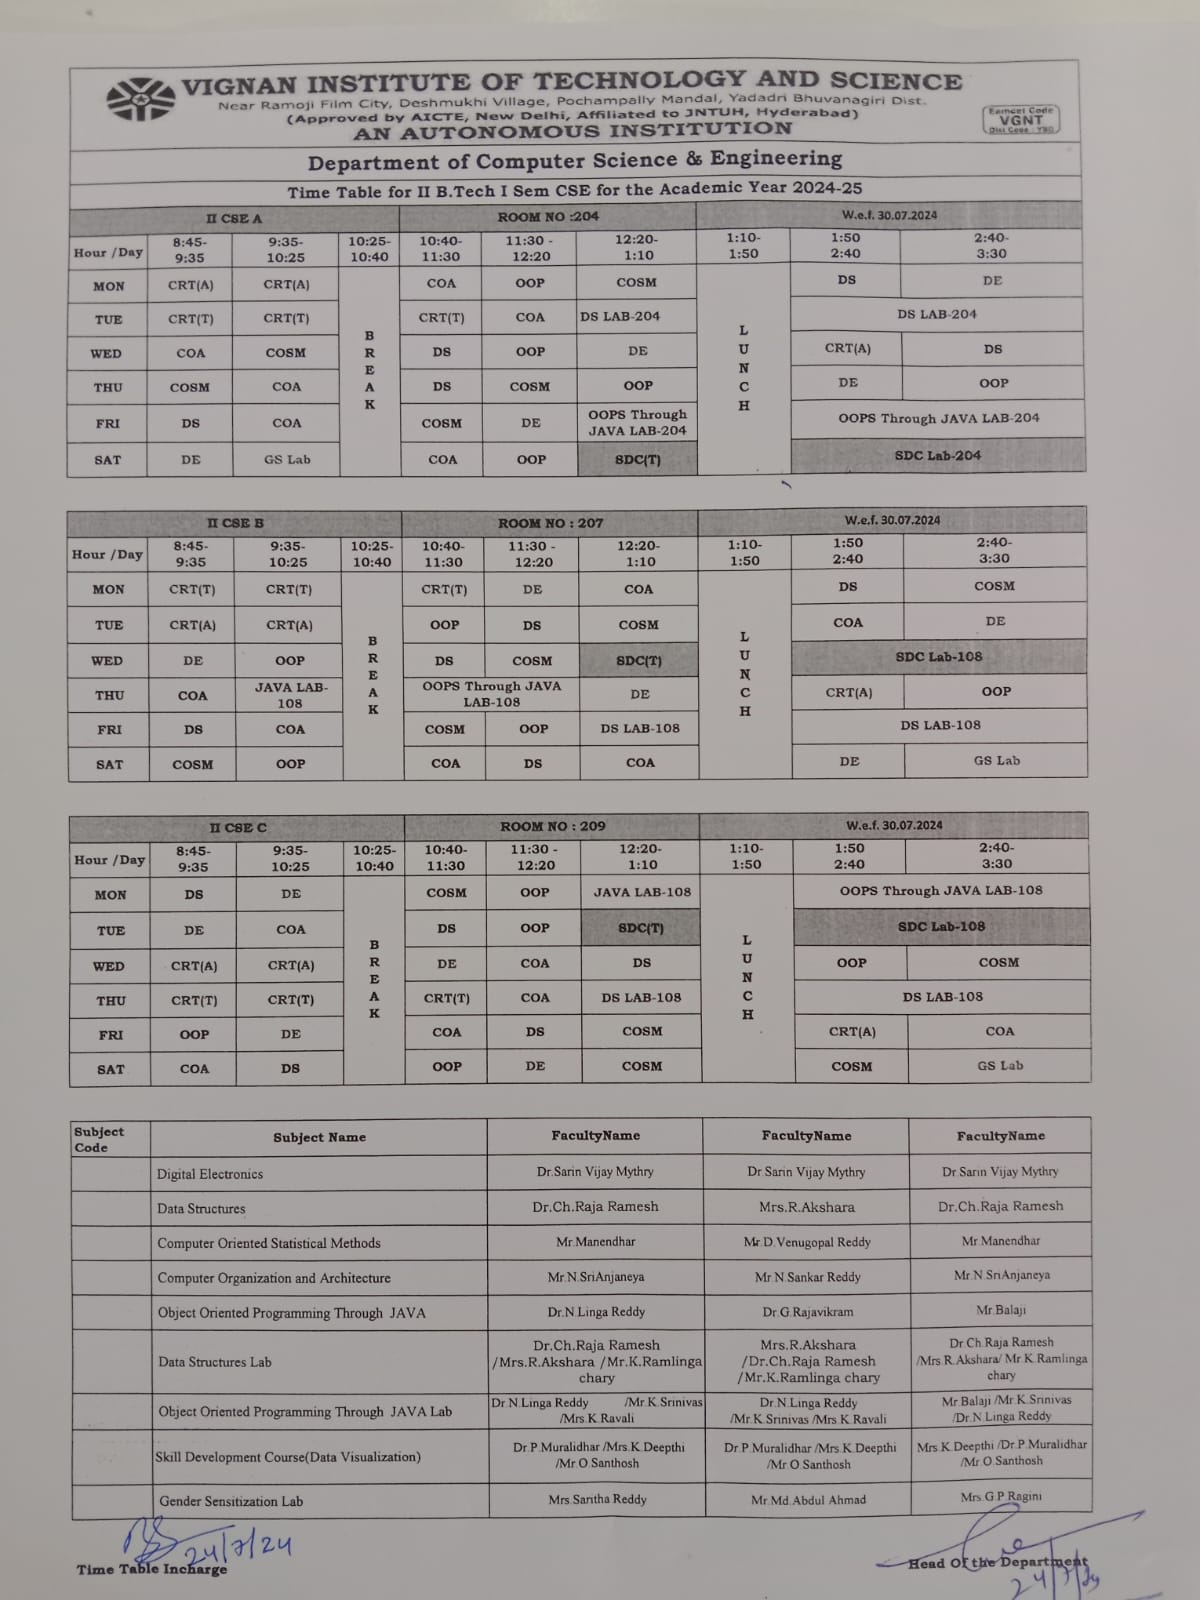 VIGNAN INSTITUTE OF TECHNOLOGY AND SCIENCE
Near Ramoji Film City, Deshmukhi Village, Pochampally Mandal, Yadadri Bhuvanagiri Dist.
(Approved by AICTE, New Delhi, Affiliated to JNTUH, Hyderabad)
AN AUTONOMOUS INSTITUTION
Eamcet Code
VGNT
Dist Code : YBG
Department of Computer Science & Engineering
Time Table for II B.Tech I Sem CSE for the Academic Year 2024-25
II CSE A ROOM NO :204 W.e.f. 30.07.2024
Hour /Day 8:45-9:35 9:35-10:25 10:25-10:40 10:40-11:30 11:30 -12:20 12:20-1:10 1:10-1:50 1:50 2:40 2:40-3:30
BREAK
LUNCH
MON CRT(A) CRT(A) COA OOP COSM DS DE
TUE CRT(T) CRT(T) CRT(T) COA DS LAB-204 DS LAB-204
WED COA COSM DS OOP DE CRT(A) DS
THU COSM COA DS COSM OOP DE OOP
FRI DS COA COSM DE OOPS Through JAVA LAB-204 OOPS Through JAVA LAB-204
SAT DE GS Lab COA OOP SDC(T) SDC Lab-204
II CSE B ROOM NO : 207 W.e.f. 30.07.2024
Hour /Day 8:45-9:35 9:35-10:25 10:25-10:40 10:40-11:30 11:30 -12:20 12:20-1:10 1:10-1:50 1:50 2:40 2:40-3:30
BREAK
LUNCH
MON CRT(T) CRT(T) CRT(T) DE COA DS COSM
TUE CRT(A) CRT(A) OOP DS COSM COA DE
WED DE OOP DS COSM SDC(T) SDC Lab-108
THU COA JAVA LAB-108 OOPS Through JAVA LAB-108 DE CRT(A) OOP
FRI DS COA COSM OOP DS LAB-108 DS LAB-108
SAT COSM OOP COA DS COA DE GS Lab
II CSE C ROOM NO : 209 W.e.f. 30.07.2024
Hour /Day 8:45-9:35 9:35-10:25 10:25-10:40 10:40-11:30 11:30 -12:20 12:20-1:10 1:10-1:50 1:50 2:40 2:40-3:30
BREAK
LUNCH
MON DS DE COSM OOP JAVA LAB-108 OOPS Through JAVA LAB-108
TUE DE COA DS OOP SDC(T) SDC Lab-108
WED CRT(A) CRT(A) DE COA DS OOP COSM
THU CRT(T) CRT(T) CRT(T) COA DS LAB-108 DS LAB-108
FRI OOP DE COA DS COSM CRT(A) COA
SAT COA DS OOP DE COSM COSM GS Lab
Subject Code Subject Name FacultyName FacultyName FacultyName
Digital Electronics Dr.Sarin Vijay Mythry Dr Sarin Vijay Mythry Dr Sarin Vijay Mythry
Data Structures Dr.Ch.Raja Ramesh Mrs.R.Akshara Dr.Ch.Raja Ramesh
Computer Oriented Statistical Methods Mr.Manendhar Mr D.Venugopal Reddy Mr Manendhar
Computer Organization and Architecture Mr.N.SriAnjaneya Mr.N.Sankar Reddy Mr.N.SriAnjaneya
Object Oriented Programming Through JAVA Dr.N.Linga Reddy Dr.G.Rajavikram Mr.Balaji
Data Structures Lab Dr.Ch.Raja Ramesh /Mrs.R.Akshara /Mr.K.Ramlinga chary Mrs.R.Akshara /Dr.Ch.Raja Ramesh /Mr.K.Ramlinga chary Dr.Ch.Raja Ramesh /Mrs R.Akshara/ Mr K.Ramlinga chary
Object Oriented Programming Through JAVA Lab Dr.N.Linga Reddy /Mr.K.Srinivas /Mrs.K.Ravali Dr.N.Linga Reddy /Mr.K.Srinivas /Mrs.K.Ravali Mr.Balaji /Mr.K.Srinivas /Dr.N.Linga Reddy
Skill Development Course(Data Visualization) Dr.P.Muralidhar /Mrs.K.Deepthi /Mr.O.Santhosh Dr.P.Muralidhar /Mrs.K.Deepthi /Mr.O.Santhosh Mrs.K.Deepthi /Dr.P.Muralidhar /Mr.O.Santhosh
Gender Sensitization Lab Mrs.Saritha Reddy Mr.Md.Abdul Ahmad Mrs.G.P.Ragini
24/7/24
Time Table Incharge
Head Of the Department
24/7/24